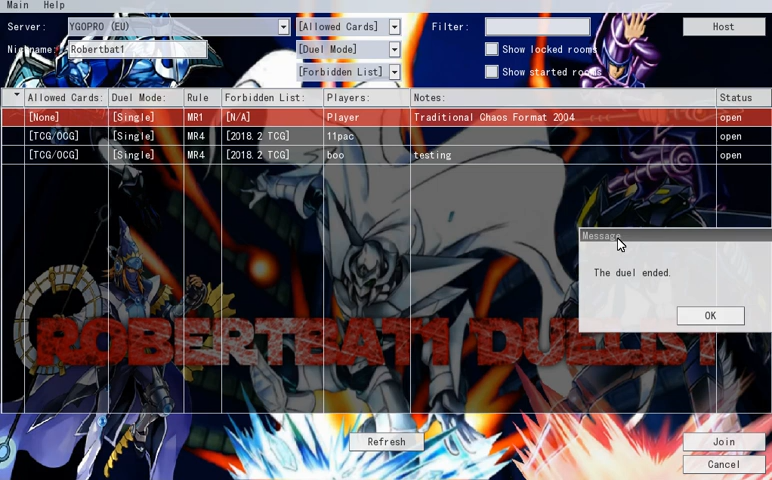 Main Help
Server: YGOPRO (EU) [Allowed Cards] Filter: Host
Nickname: Robertbat1 [Duel Mode] Show locked rooms
[Forbidden List] Show started rooms
Allowed Cards: Duel Mode: Rule Forbidden List: Players: Notes: Status
[None] [Single] MR1 [N/A] Player Traditional Chaos Format 2004 open
[TCG/OCG] [Single] MR4 [2018.2 TCG] 11pac open
[TCG/OCG] [Single] MR4 [2018.2 TCG] boo testing open
Message
The duel ended.
OK
ROBERTBAT1 DUELIST
Refresh Join
Cancel